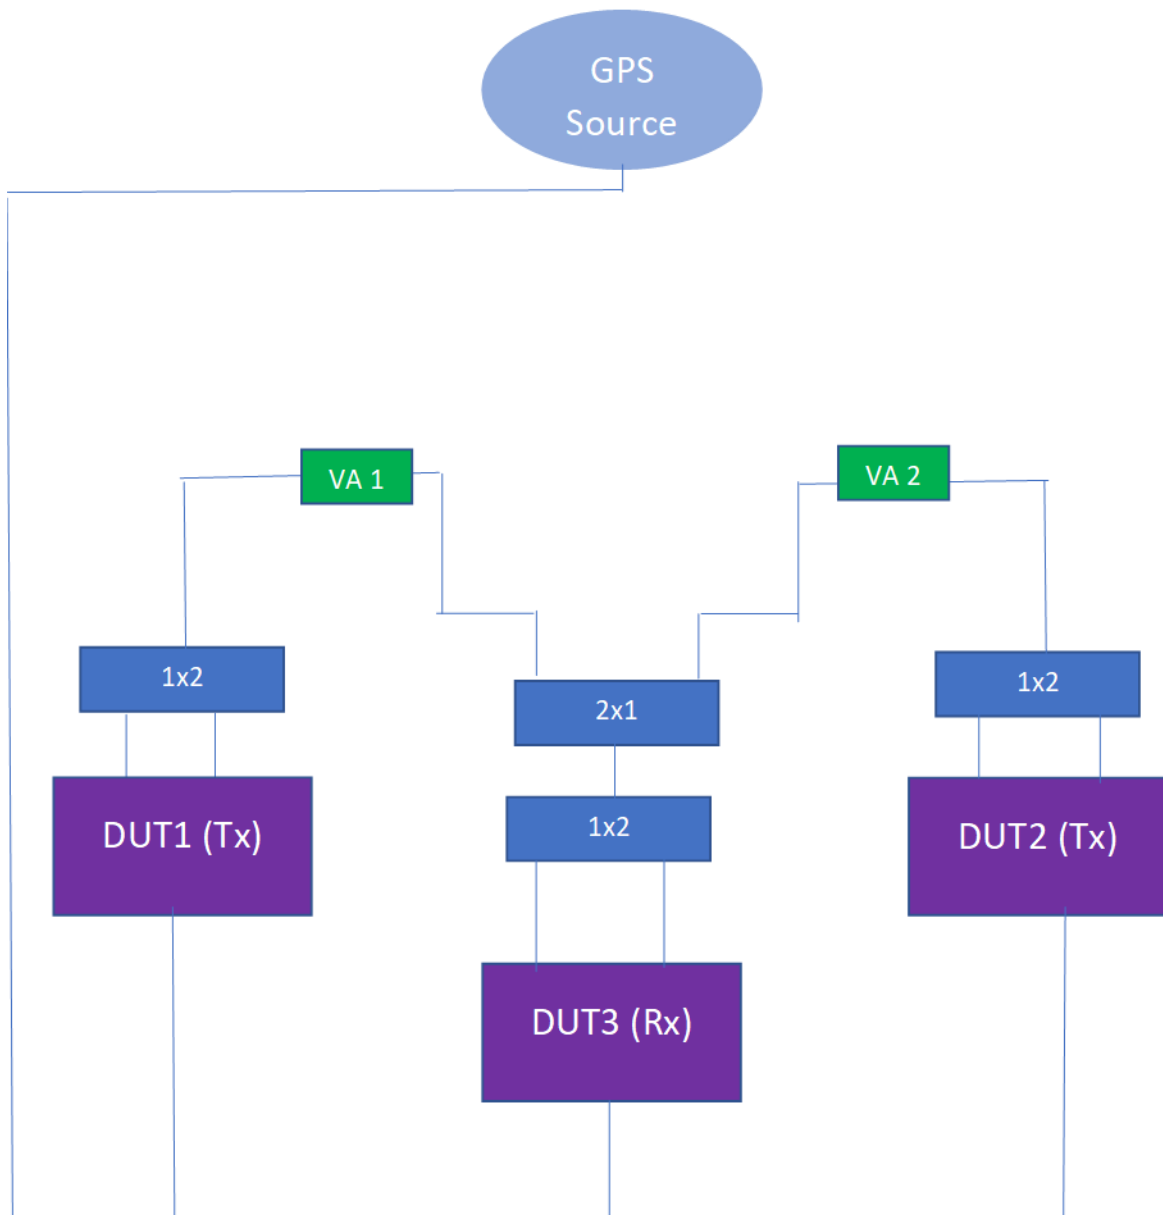 GPS
Source
VA 1
VA 2
1x2
2x1
1x2
1x2
DUT1 (Tx)
DUT3 (Rx)
DUT2 (Tx)